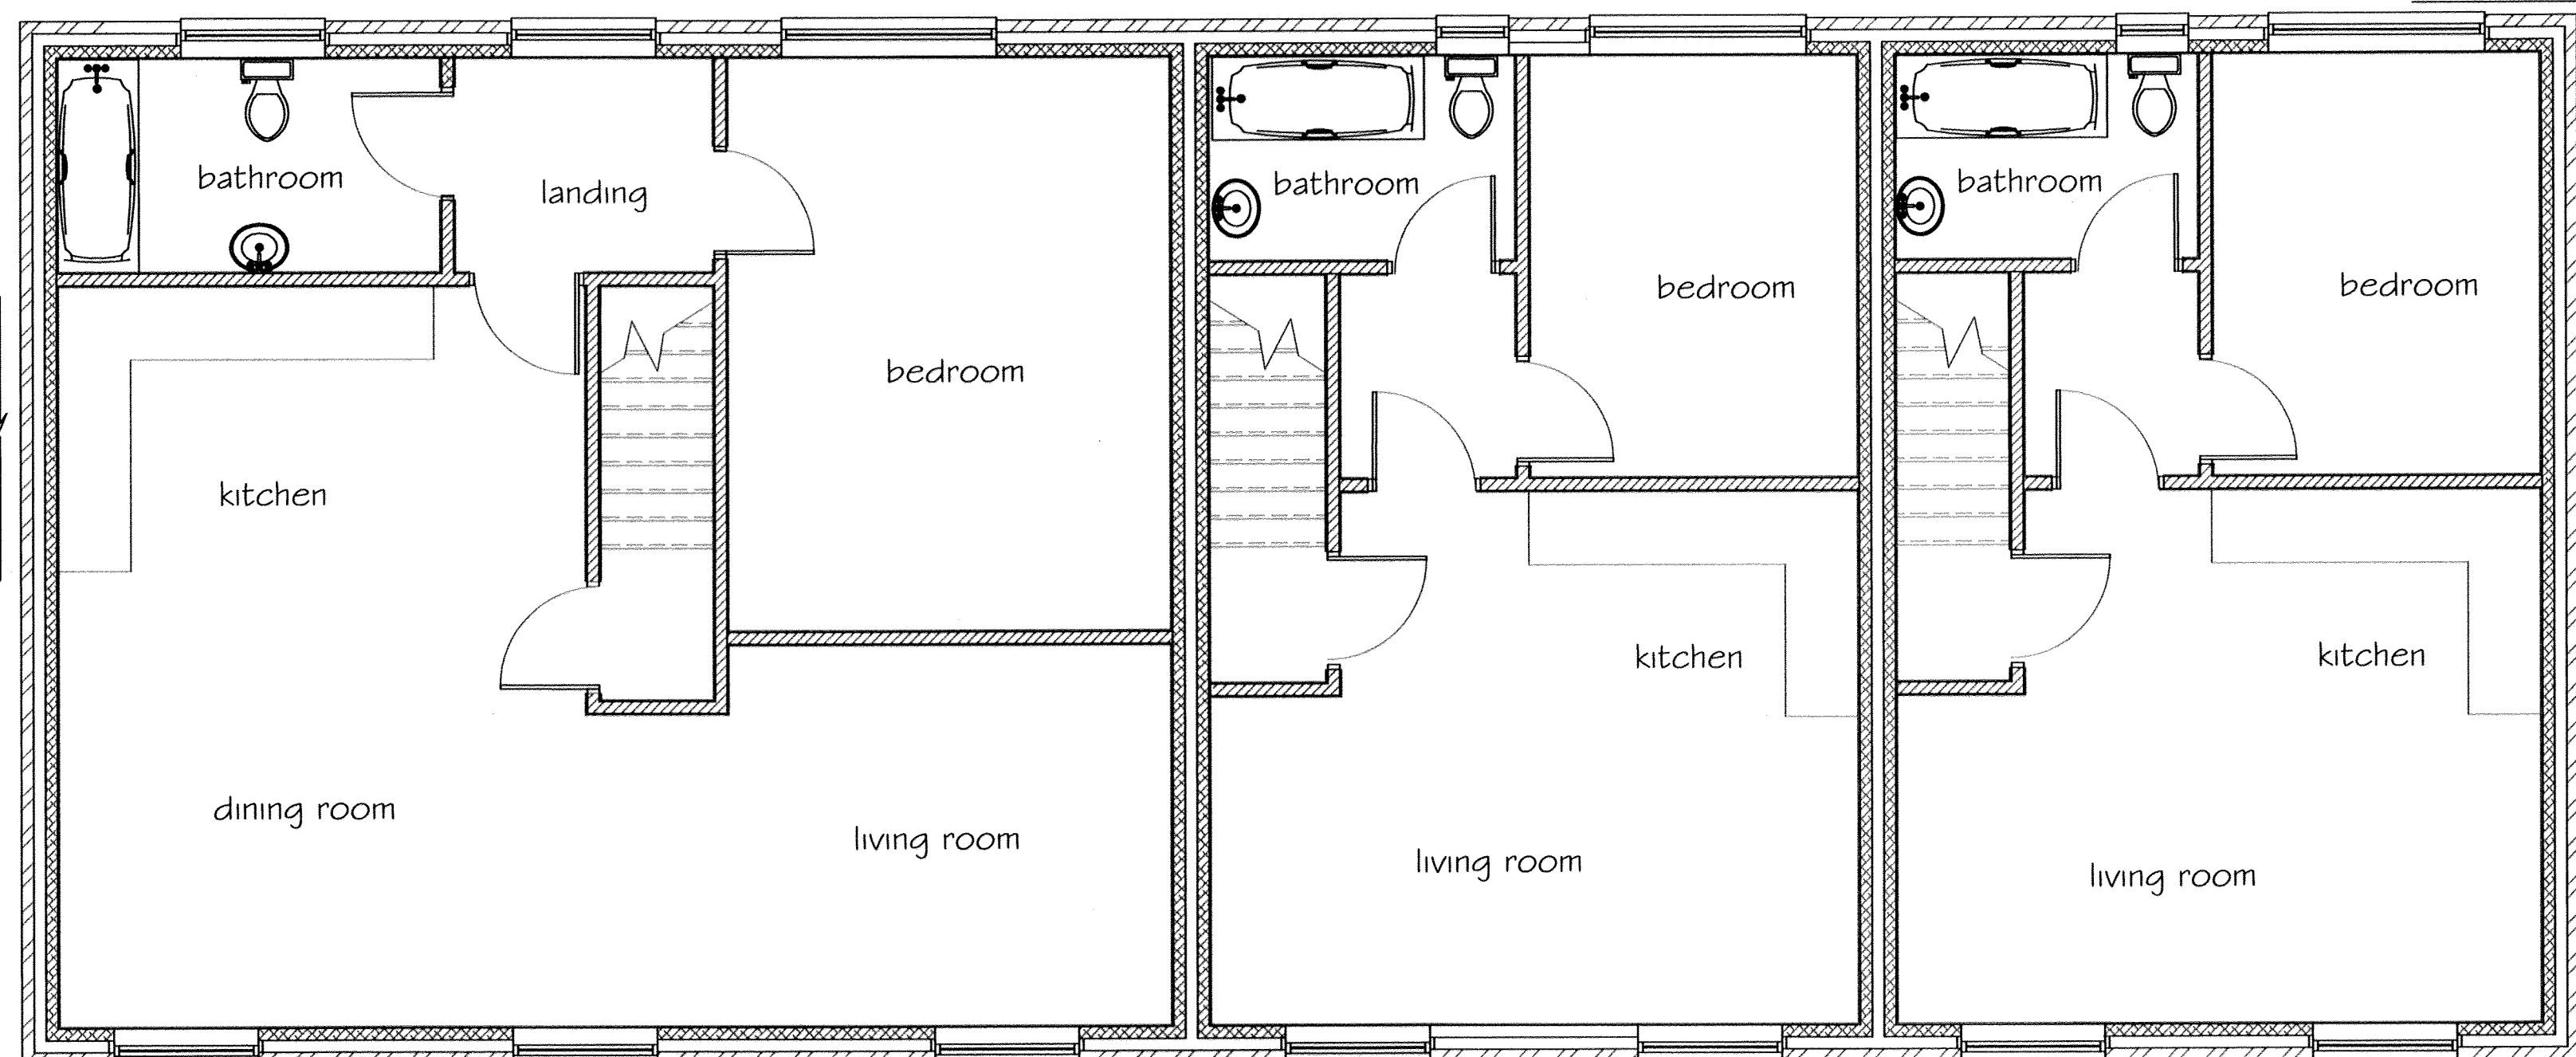 bathroom
landing
bedroom
kitchen
dining room
living room
bathroom
bedroom
kitchen
living room
bathroom
bedroom
kitchen
living room